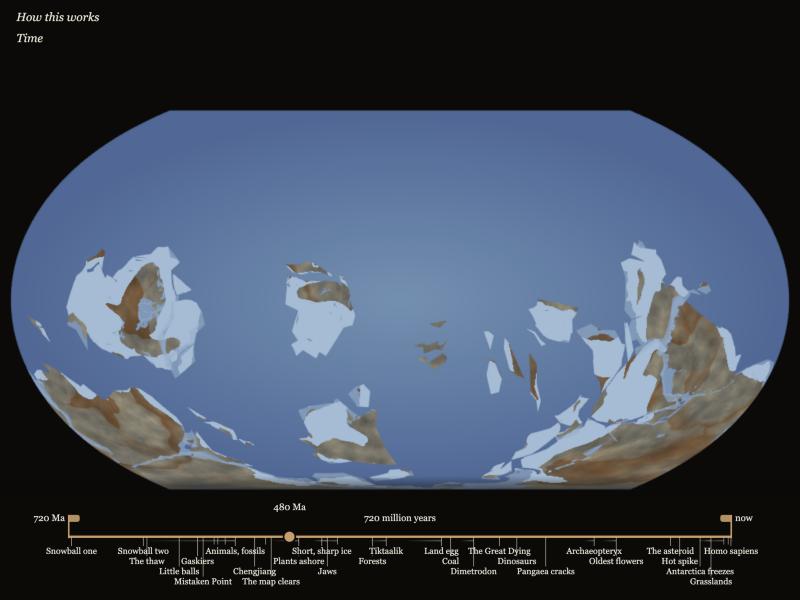 How this works
Time
480 Ma
720 Ma
720 million years
now
Snowball one
Snowball two
Animals, fossils
Short, sharp ice
Tiktaalik
Land egg
The Great Dying
Archaeopteryx
The asteroid
Homo sapiens
The thaw
Gaskiers
Plants ashore
Forests
Coal
Dinosaurs
Oldest flowers
Hot spike
Little balls
Chengjiang
Jaws
Dimetrodon
Pangaea cracks
Antarctica freezes
Mistaken Point
The map clears
Grasslands